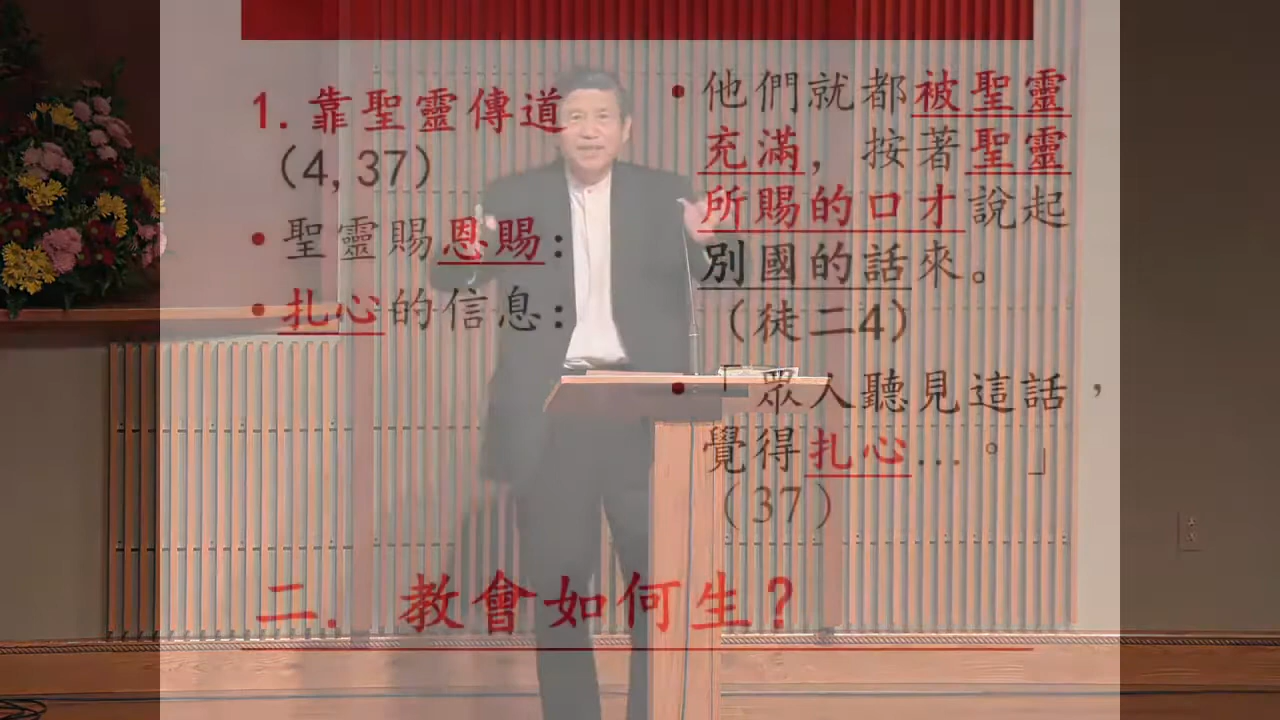 1. 靠聖靈傳道
(4, 37)
• 聖靈賜恩賜:
• 扎心的信息:
• 他們就都被聖靈
充滿, 按著聖靈
所賜的口才說起
別國的話來。
(徒二4)
• 「眾人聽見這話，
覺得扎心…。」
(37)
二. 教會如何生?